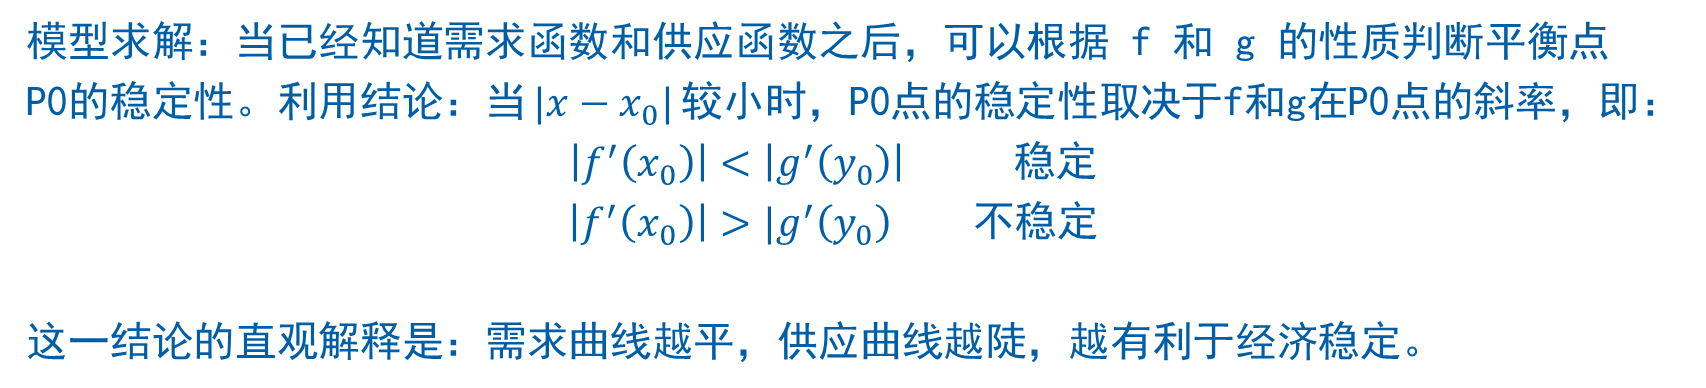 模型求解：当已经知道需求函数和供应函数之后，可以根据 f 和 g 的性质判断平衡点
P0的稳定性。利用结论：当|x − x₀|较小时，P0点的稳定性取决于f和g在P0点的斜率，即：
|f′(x₀)| < |g′(y₀)| 稳定
|f′(x₀)| > |g′(y₀) 不稳定
这一结论的直观解释是：需求曲线越平，供应曲线越陡，越有利于经济稳定。